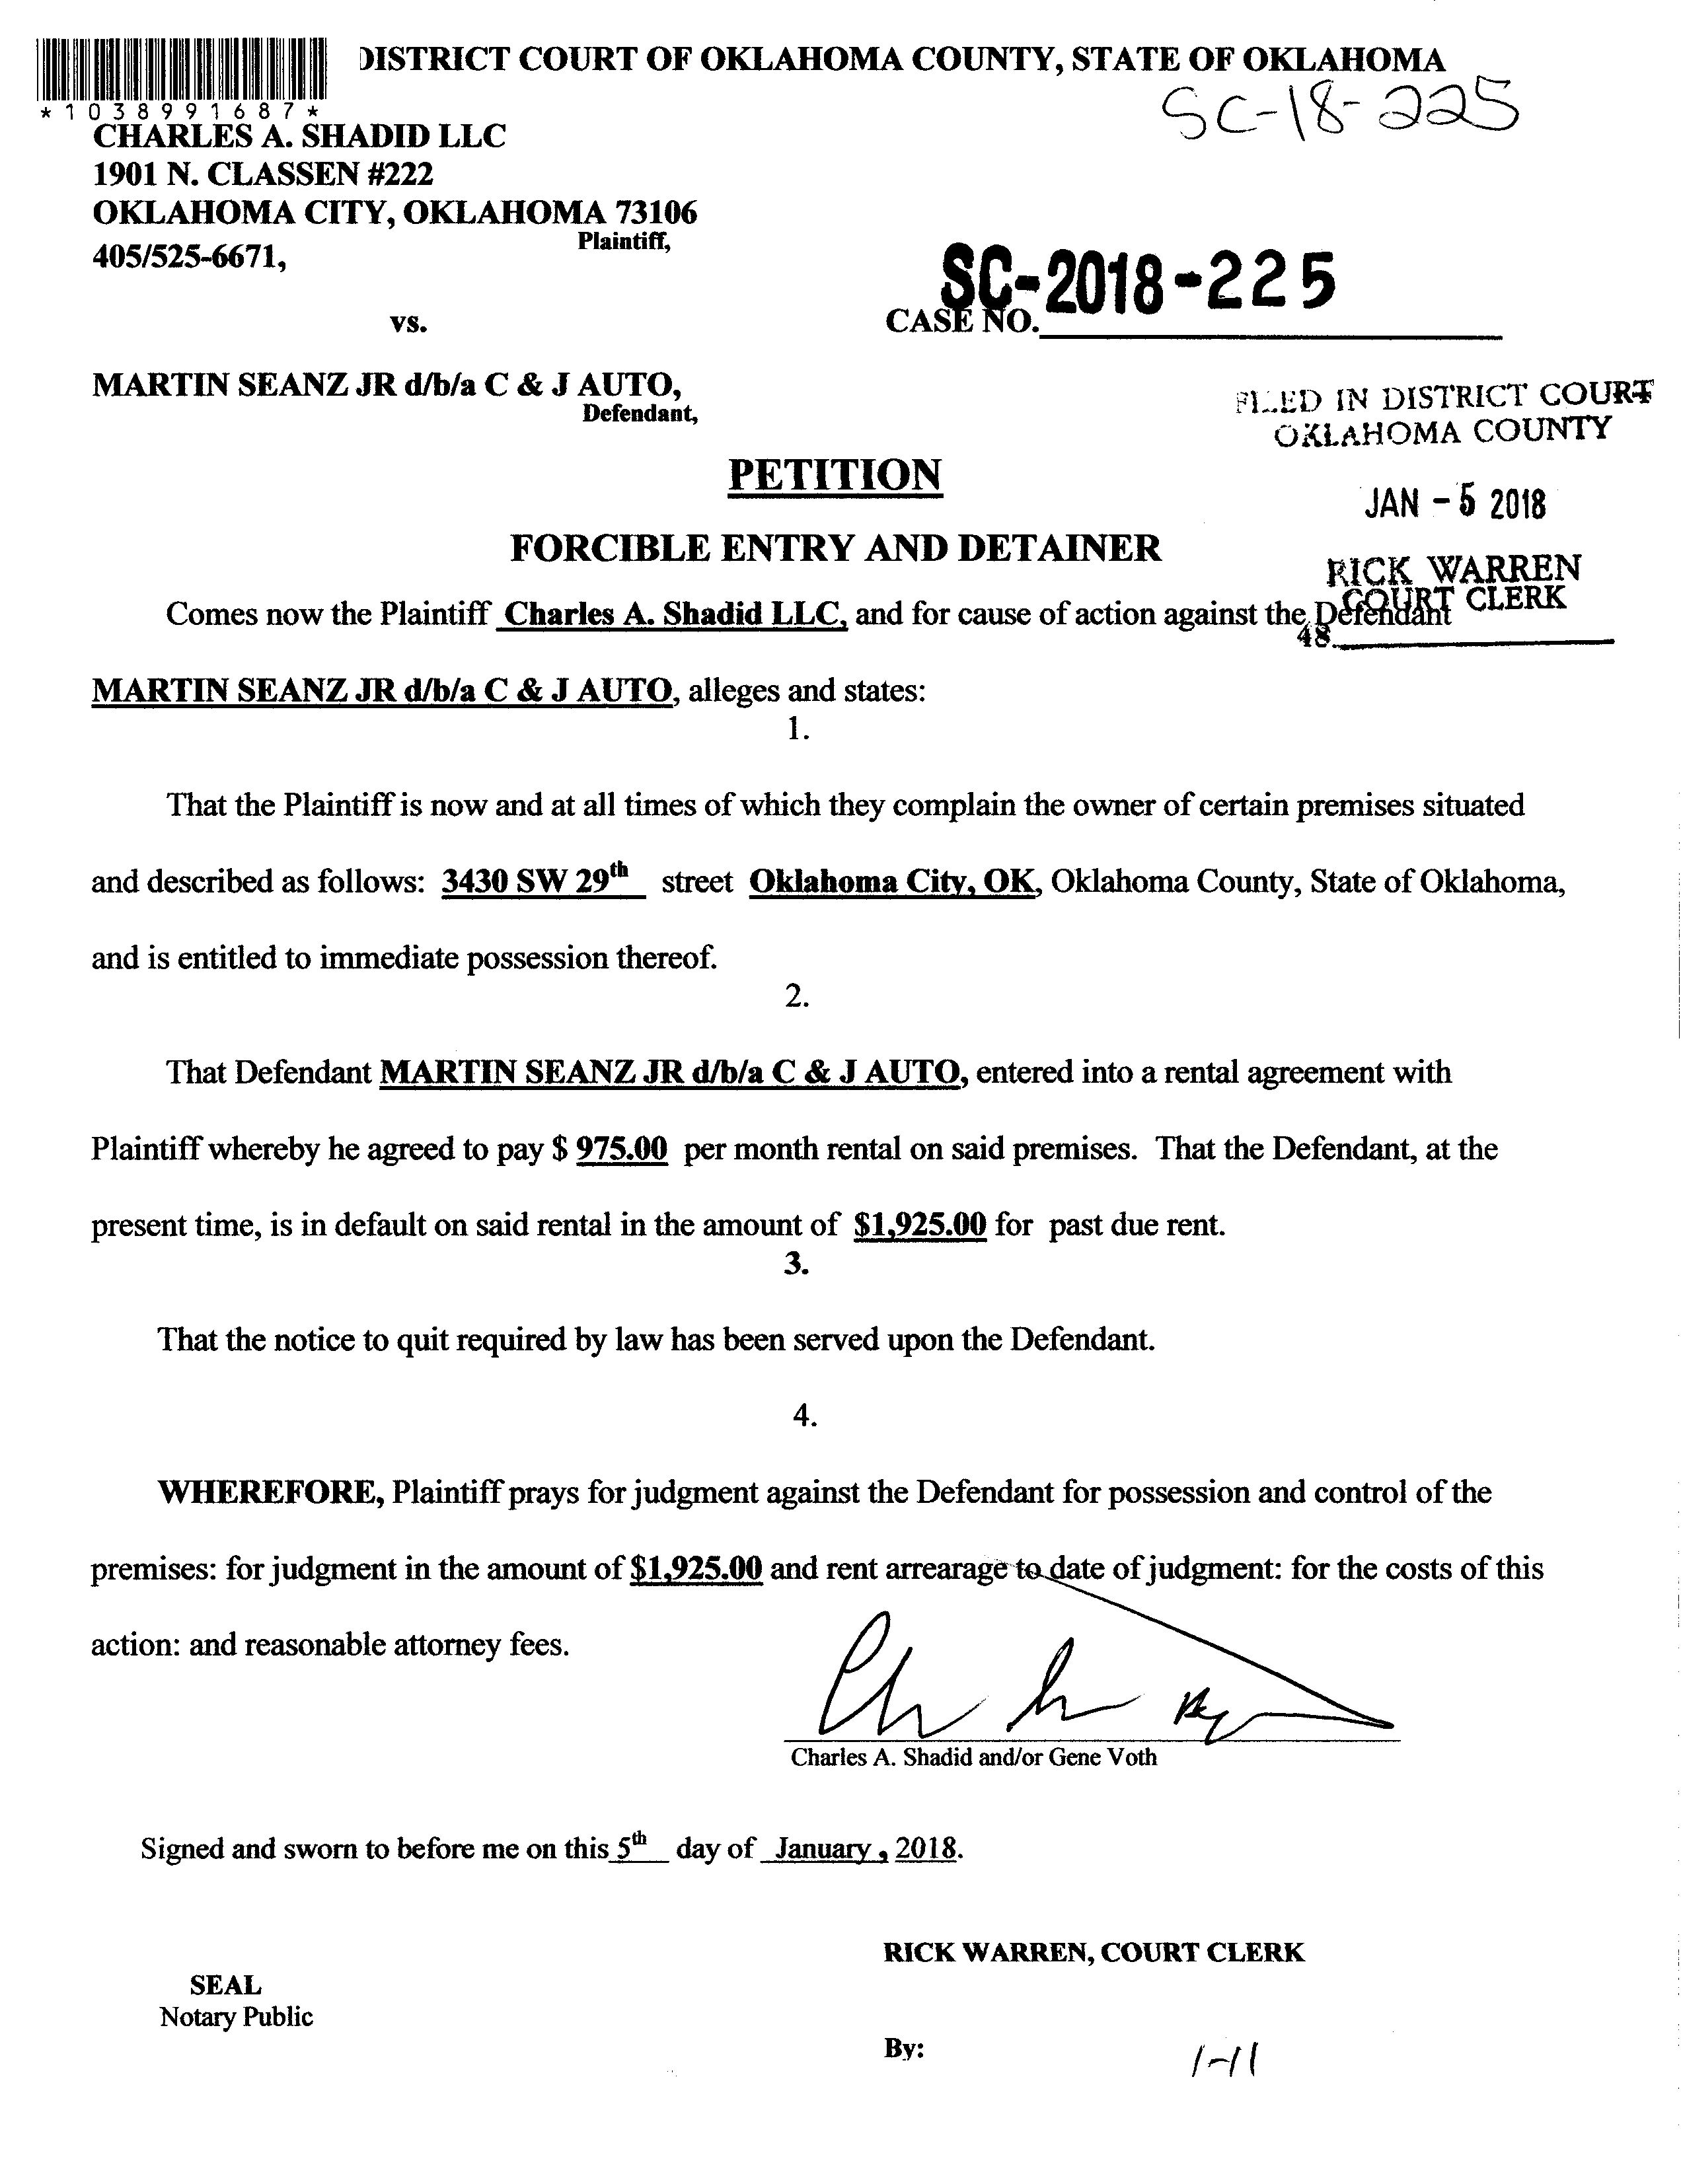 DISTRICT COURT OF OKLAHOMA COUNTY, STATE OF OKLAHOMA
*1038991687*
SC-18-225
CHARLES A. SHADID LLC
1901 N. CLASSEN #222
OKLAHOMA CITY, OKLAHOMA 73106
Plaintiff,
405/525-6671,
SC-2018-225
vs.
CASE NO.
MARTIN SEANZ JR d/b/a C & J AUTO,
Defendant,
FILED IN DISTRICT COURT
OKLAHOMA COUNTY
PETITION
JAN - 5 2018
FORCIBLE ENTRY AND DETAINER
RICK WARREN
COURT CLERK
Comes now the Plaintiff Charles A. Shadid LLC, and for cause of action against the Defendant
48
MARTIN SEANZ JR d/b/a C & J AUTO, alleges and states:
1.
That the Plaintiff is now and at all times of which they complain the owner of certain premises situated
and described as follows: 3430 SW 29th street Oklahoma City, OK, Oklahoma County, State of Oklahoma,
and is entitled to immediate possession thereof.
2.
That Defendant MARTIN SEANZ JR d/b/a C & J AUTO, entered into a rental agreement with
Plaintiff whereby he agreed to pay $ 975.00 per month rental on said premises. That the Defendant, at the
present time, is in default on said rental in the amount of $1,925.00 for past due rent.
3.
That the notice to quit required by law has been served upon the Defendant.
4.
WHEREFORE, Plaintiff prays for judgment against the Defendant for possession and control of the
premises: for judgment in the amount of $1,925.00 and rent arrearage to date of judgment: for the costs of this
action: and reasonable attorney fees.
Charles A. Shadid and/or Gene Voth
Signed and sworn to before me on this 5th day of January, 2018.
RICK WARREN, COURT CLERK
SEAL
Notary Public
By:
1-11